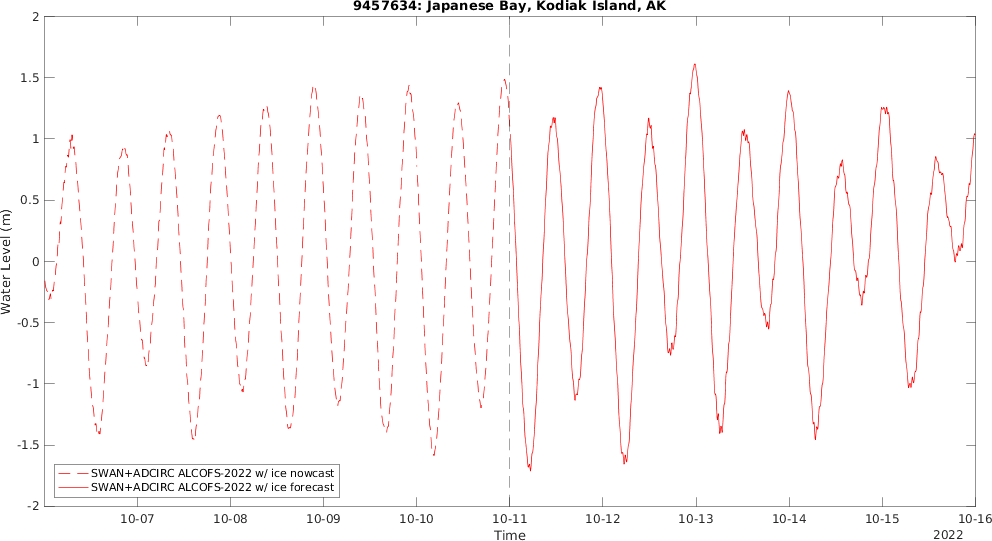 9457634: Japanese Bay, Kodiak Island, AK
Water Level (m)
2
1.5
1
0.5
0
-0.5
-1
-1.5
-2
SWAN+ADCIRC ALCOFS-2022 w/ ice nowcast
SWAN+ADCIRC ALCOFS-2022 w/ ice forecast
10-07 10-08 10-09 10-10 10-11 10-12 10-13 10-14 10-15 10-16
Time
2022